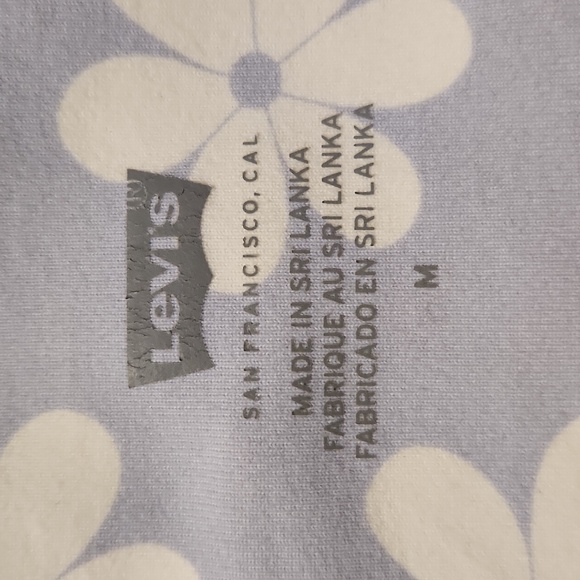 Levi's
SAN FRANCISCO, CAL
MADE IN SRI LANKA
FABRIQUE AU SRI LANKA
FABRICADO EN SRI LANKA
M